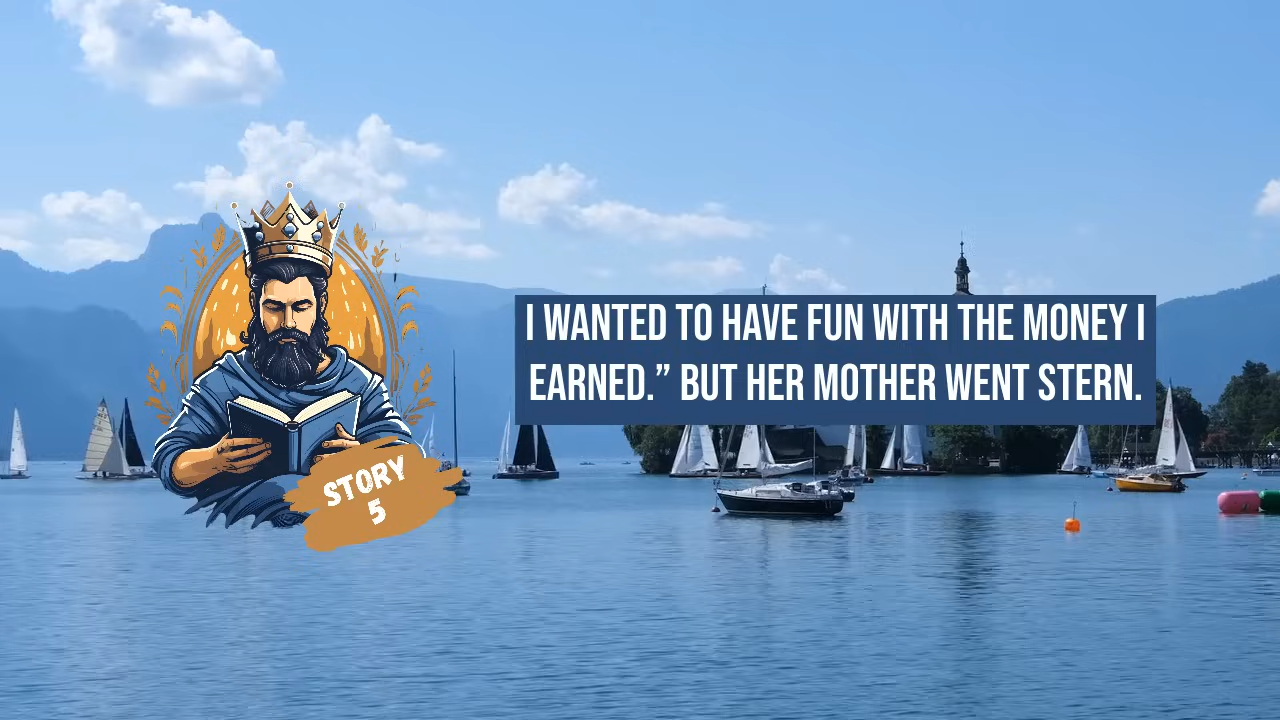 I WANTED TO HAVE FUN WITH THE MONEY I
EARNED.” BUT HER MOTHER WENT STERN.
STORY
5